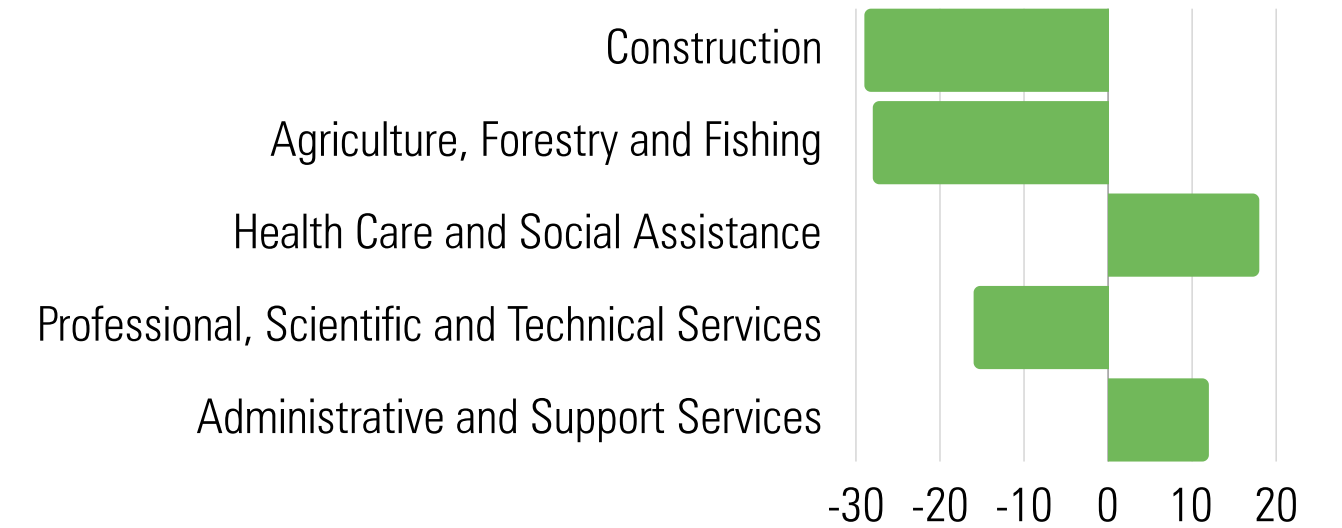 Construction
Agriculture, Forestry and Fishing
Health Care and Social Assistance
Professional, Scientific and Technical Services
Administrative and Support Services
-30 -20 -10 0 10 20